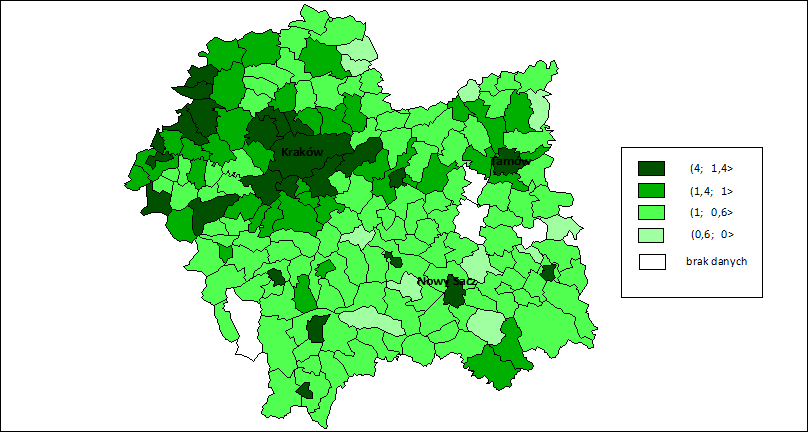 Kraków
Tarnów
Nowy Sącz
(4; 1,4>
(1,4; 1>
(1; 0,6>
(0,6; 0>
brak danych